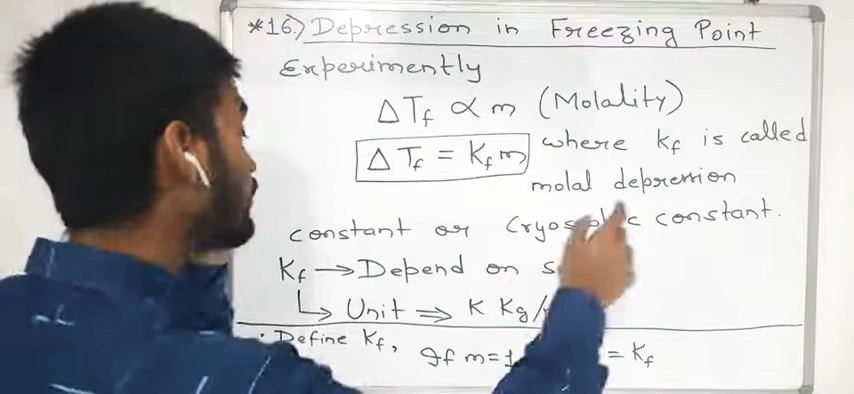 *16.) Depression in Freezing Point
Experimently
ΔTf ∝ m (Molality)
ΔTf = Kf m where Kf is called
molal depression
constant or constant.
Kf → Depend on
↳ Unit ⇒ K Kg/
• Define Kf, If m=1 = Kf